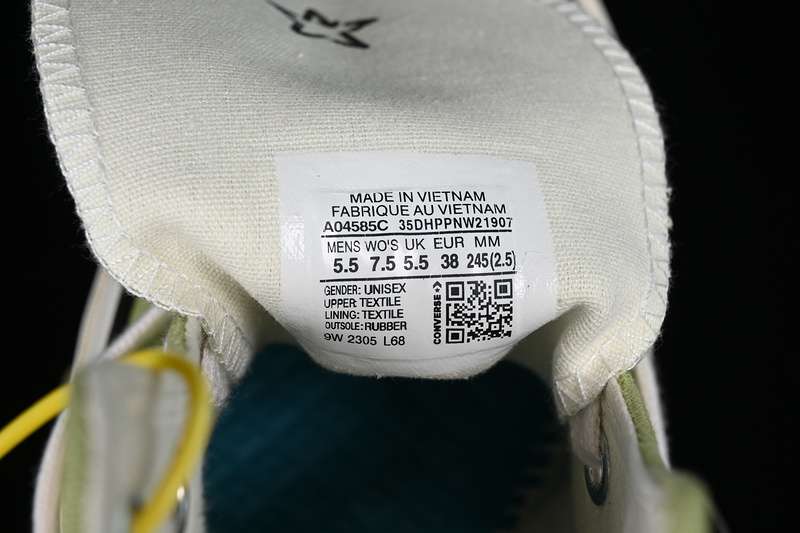 MADE IN VIETNAM
FABRIQUE AU VIETNAM
A04585C 35DHPPNW21907
MENS WO'S UK EUR MM
5.5 7.5 5.5 38 245(2.5)
GENDER: UNISEX
UPPER: TEXTILE
LINING: TEXTILE
OUTSOLE: RUBBER
9W 2305 L68
CONVERSE